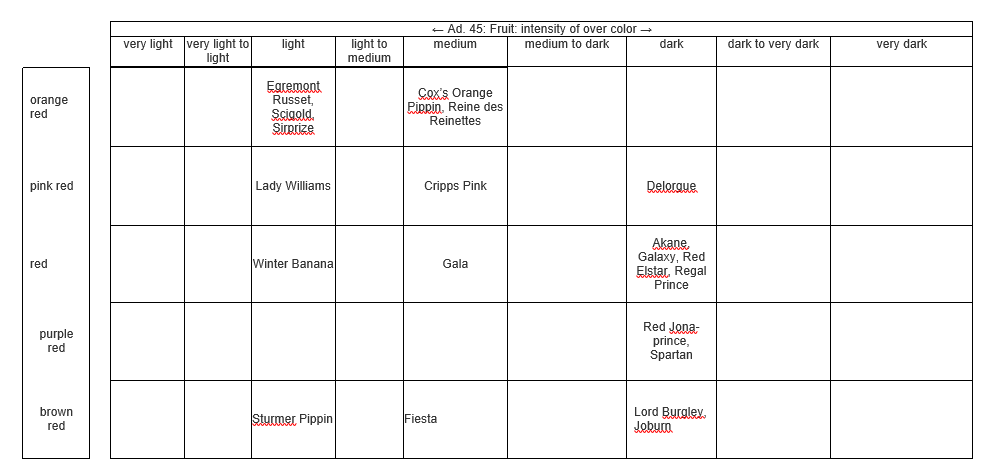 ← Ad. 45: Fruit: intensity of over color →
very light
very light to
light
light
light to
medium
medium
medium to dark
dark
dark to very dark
very dark
orange
red
Egremont
Russet,
Scigold,
Sirprize
Cox's Orange
Pippin, Reine des
Reinettes
pink red
Lady Williams
Cripps Pink
Delorgue
red
Winter Banana
Gala
Akane,
Galaxy, Red
Elstar, Regal
Prince
purple
red
Red Jona-
prince,
Spartan
brown
red
Sturmer Pippin
Fiesta
Lord Burgley,
Joburn